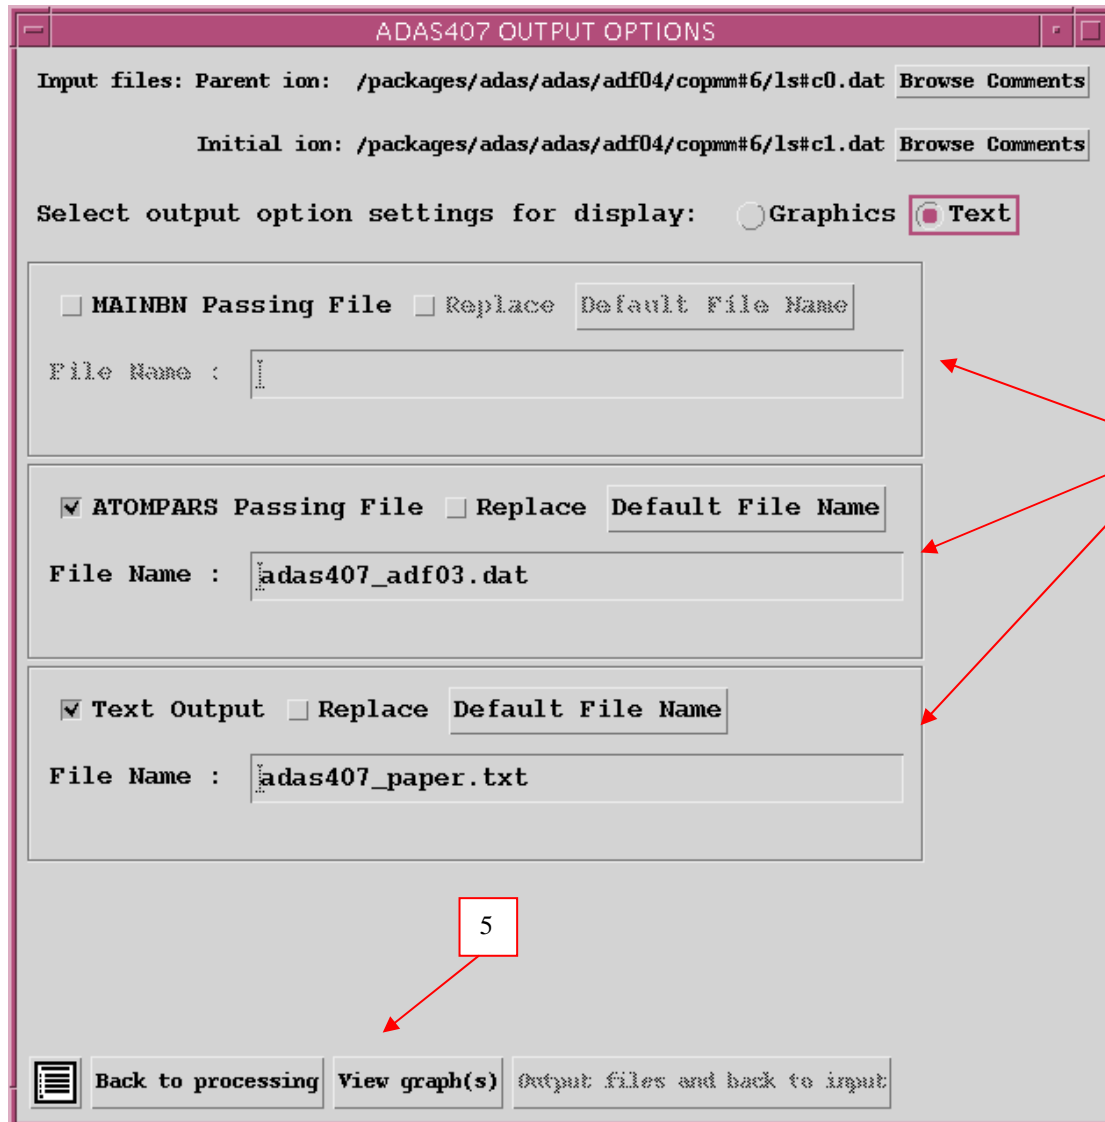 ADAS407 OUTPUT OPTIONS
Input files: Parent ion: /packages/adas/adas/adf04/copmm#6/ls#c0.dat Browse Comments
Initial ion: /packages/adas/adas/adf04/copmm#6/ls#c1.dat Browse Comments
Select output option settings for display: Graphics Text
MAINBN Passing File Replace Default File Name
File Name :
ATOMPARS Passing File Replace Default File Name
File Name : adas407_adf03.dat
Text Output Replace Default File Name
File Name : adas407_paper.txt
5
Back to processing View graph(s) Output files and back to input